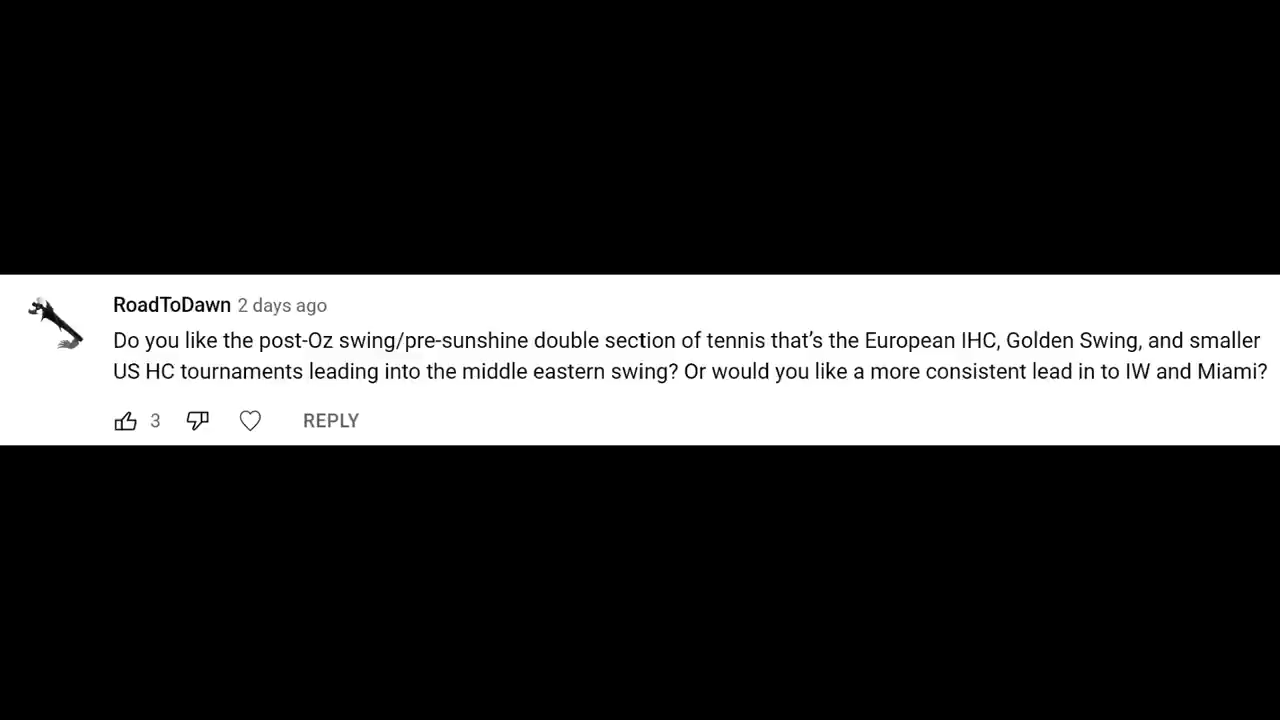 RoadToDawn 2 days ago
Do you like the post-Oz swing/pre-sunshine double section of tennis that’s the European IHC, Golden Swing, and smaller
US HC tournaments leading into the middle eastern swing? Or would you like a more consistent lead in to IW and Miami?
3 REPLY